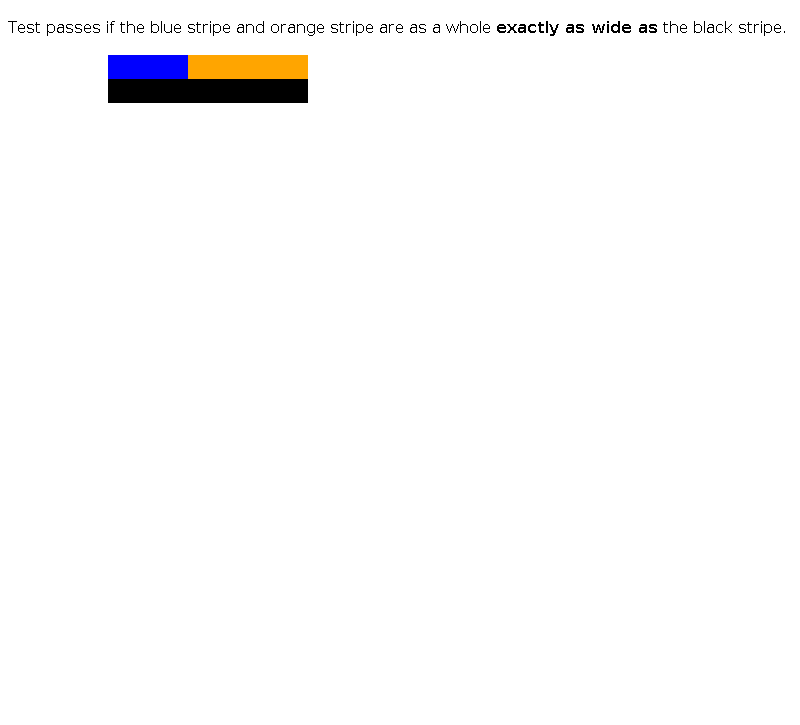 Test passes if the blue stripe and orange stripe are as a whole exactly as wide as the black stripe.